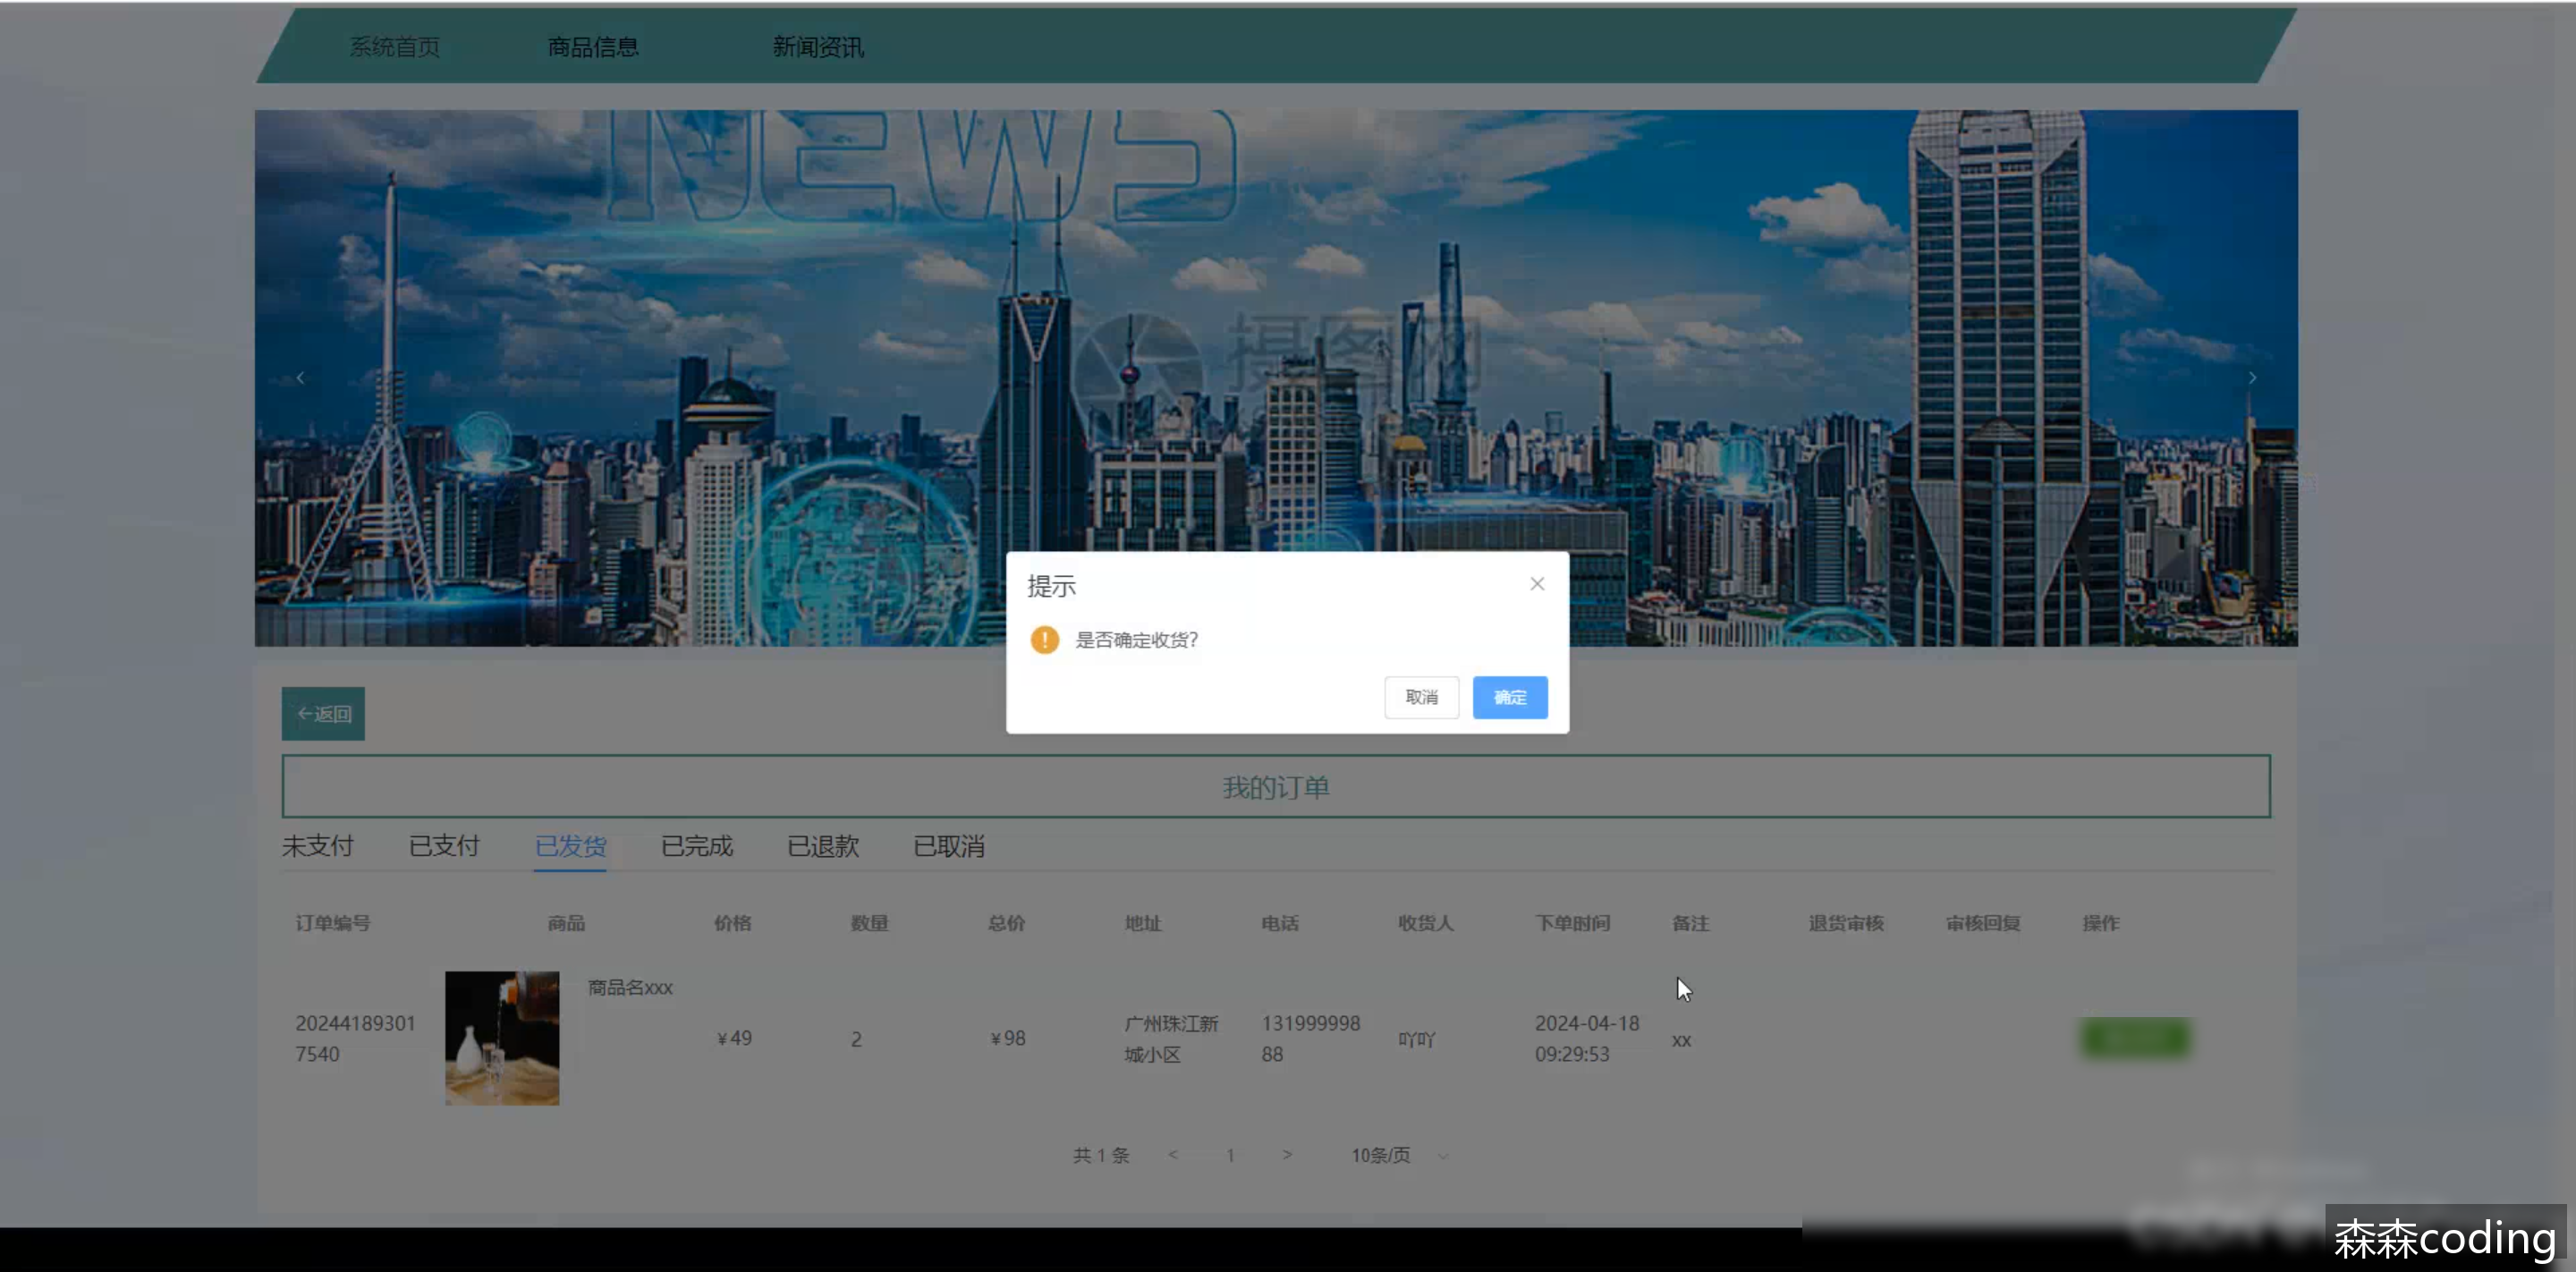 系统首页
商品信息
新闻资讯
NEWS
摄图网
提示
是否确定收货?
取消
确定
←返回
我的订单
未支付
已支付
已发货
已完成
已退款
已取消
订单编号
商品
价格
数量
总价
地址
电话
收货人
下单时间
备注
退货审核
审核回复
操作
20244189301
7540
商品名xxx
¥49
2
¥98
广州珠江新
城小区
131999998
88
吖吖
2024-04-18
09:29:53
xx
共 1 条
<
1
>
10条/页
森森coding